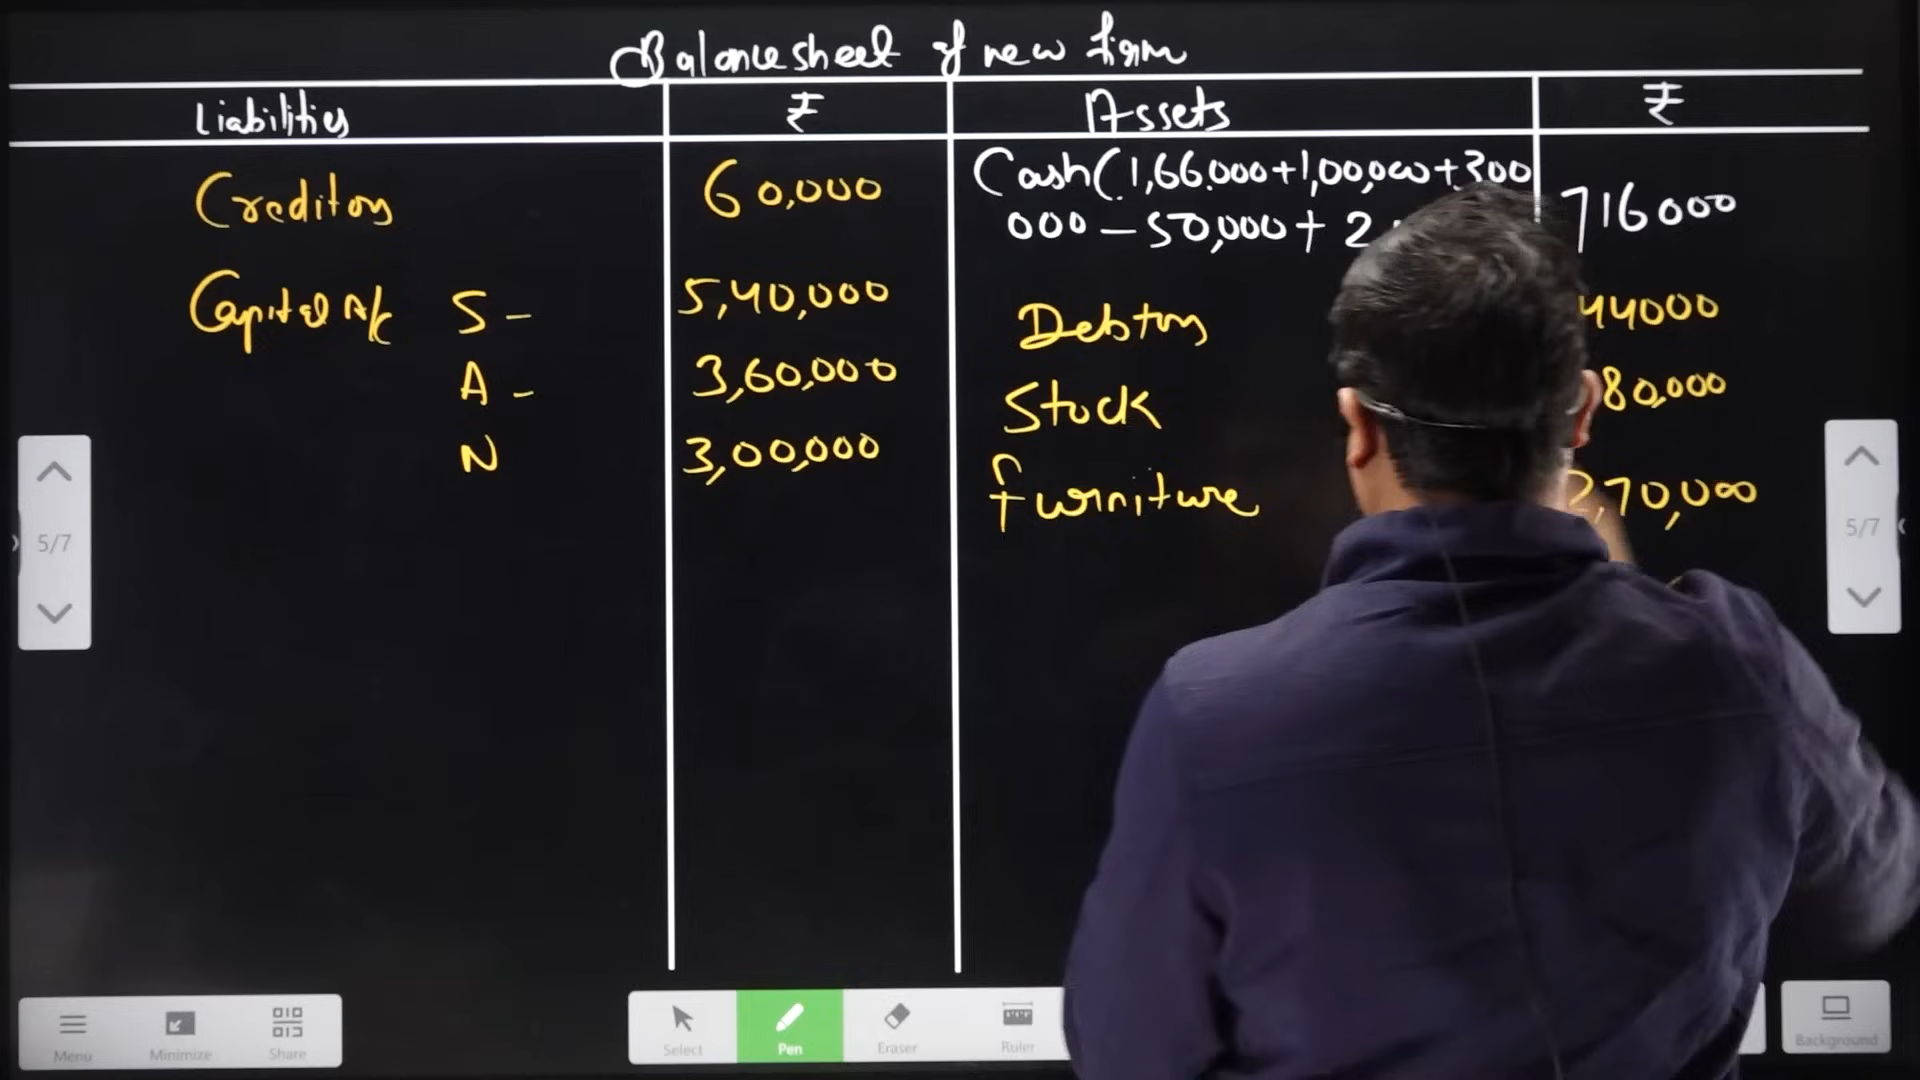 Balance sheet of new firm
Liabilities ₹ Assets ₹
Creditors 60,000 Cash (1,66,000+1,00,000+300
000 – 50,000 + 2 716000
Capital A/c S – 5,40,000 Debtors 44000
A – 3,60,000 Stock 80,000
N 3,00,000 furniture 2,70,000
5/7 5/7
Menu Minimize Share Select Pen Eraser Ruler Background